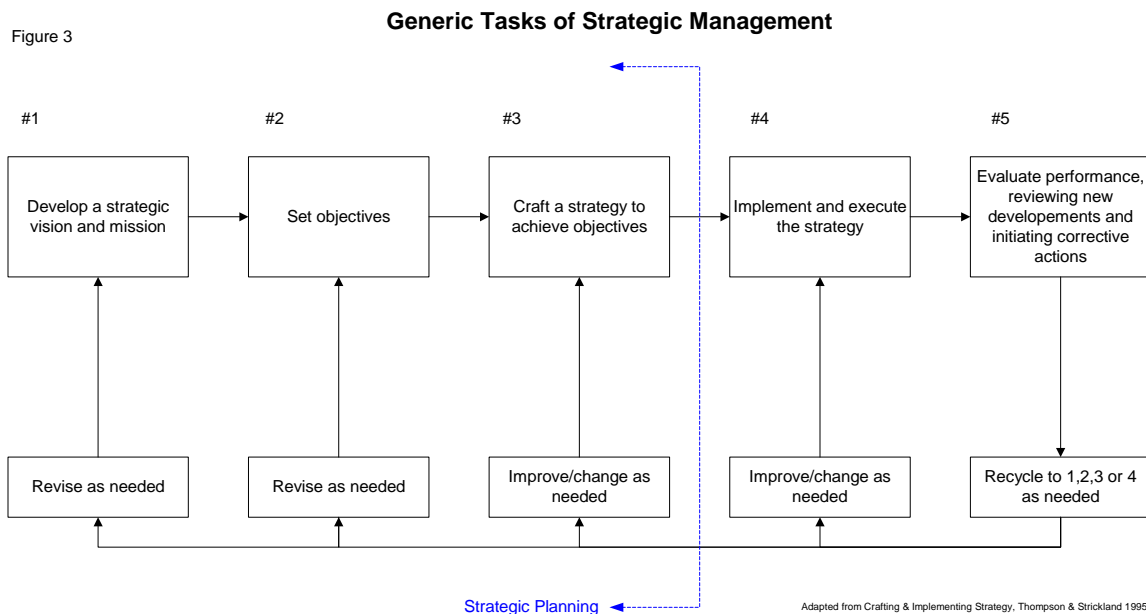 Generic Tasks of Strategic Management
Figure 3
#1
#2
#3
#4
#5
Develop a strategic
vision and mission
Set objectives
Craft a strategy to
achieve objectives
Implement and execute
the strategy
Evaluate performance,
reviewing new
developements and
initiating corrective
actions
Revise as needed
Revise as needed
Improve/change as
needed
Improve/change as
needed
Recycle to 1,2,3 or 4
as needed
Strategic Planning
Adapted from Crafting & Implementing Strategy, Thompson & Strickland 1995